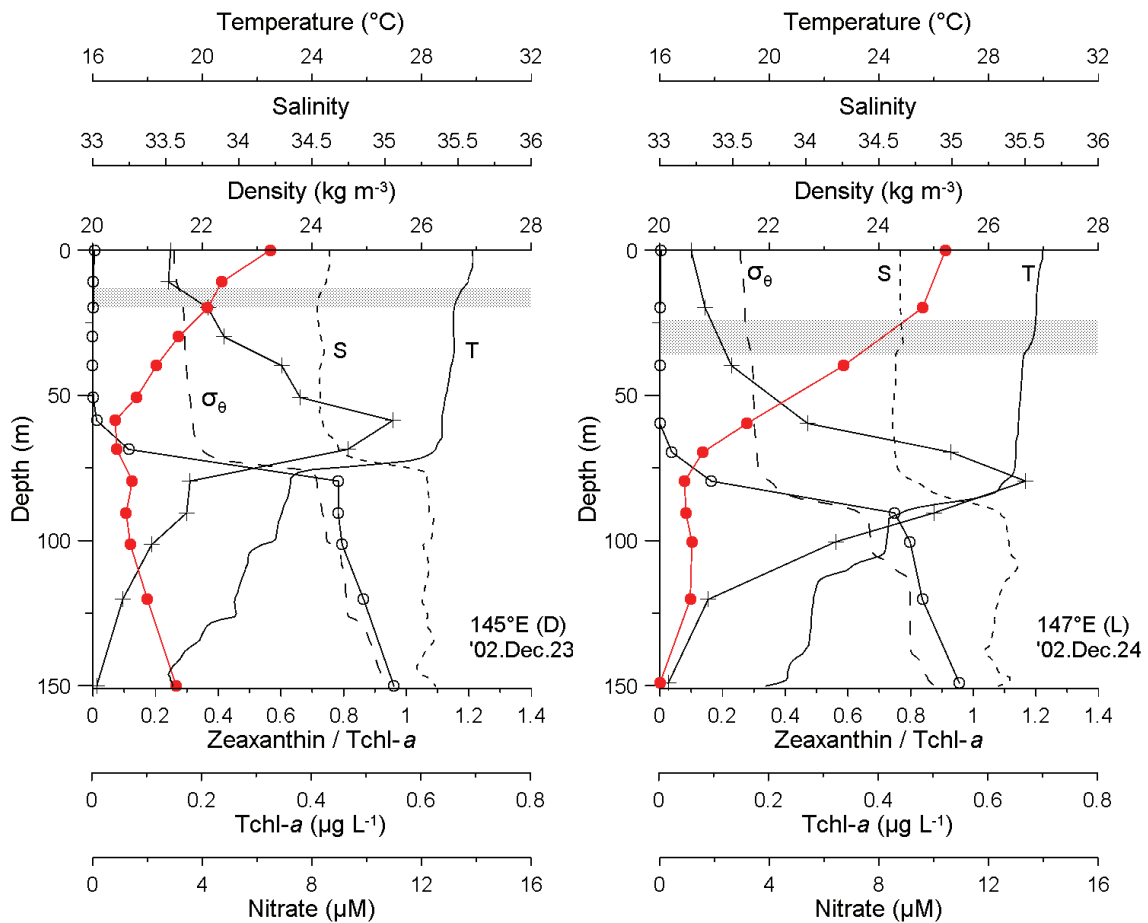 Temperature (°C)
16 20 24 28 32
Salinity
33 33.5 34 34.5 35 35.5 36
Density (kg m⁻³)
20 22 24 26 28
0
50
100
150
Depth (m)
σθ
S
T
145°E (D)
'02.Dec.23
0 0.2 0.4 0.6 0.8 1 1.2 1.4
Zeaxanthin / Tchl-a
0 0.2 0.4 0.6 0.8
Tchl-a (µg L⁻¹)
0 4 8 12 16
Nitrate (µM)
Temperature (°C)
16 20 24 28 32
Salinity
33 33.5 34 34.5 35 35.5 36
Density (kg m⁻³)
20 22 24 26 28
0
50
100
150
Depth (m)
σθ
S
T
147°E (L)
'02.Dec.24
0 0.2 0.4 0.6 0.8 1 1.2 1.4
Zeaxanthin / Tchl-a
0 0.2 0.4 0.6 0.8
Tchl-a (µg L⁻¹)
0 4 8 12 16
Nitrate (µM)